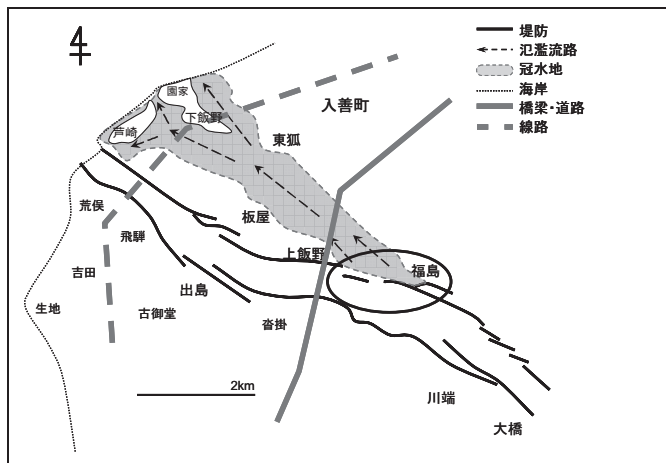 堤防
氾濫流路
冠水地
海岸
橋梁・道路
線路
園家
入善町
下飯野
芦崎
東狐
荒俣
板屋
飛騨
上飯野
福島
吉田
出島
生地
古御堂
沓掛
2km
川端
大橋